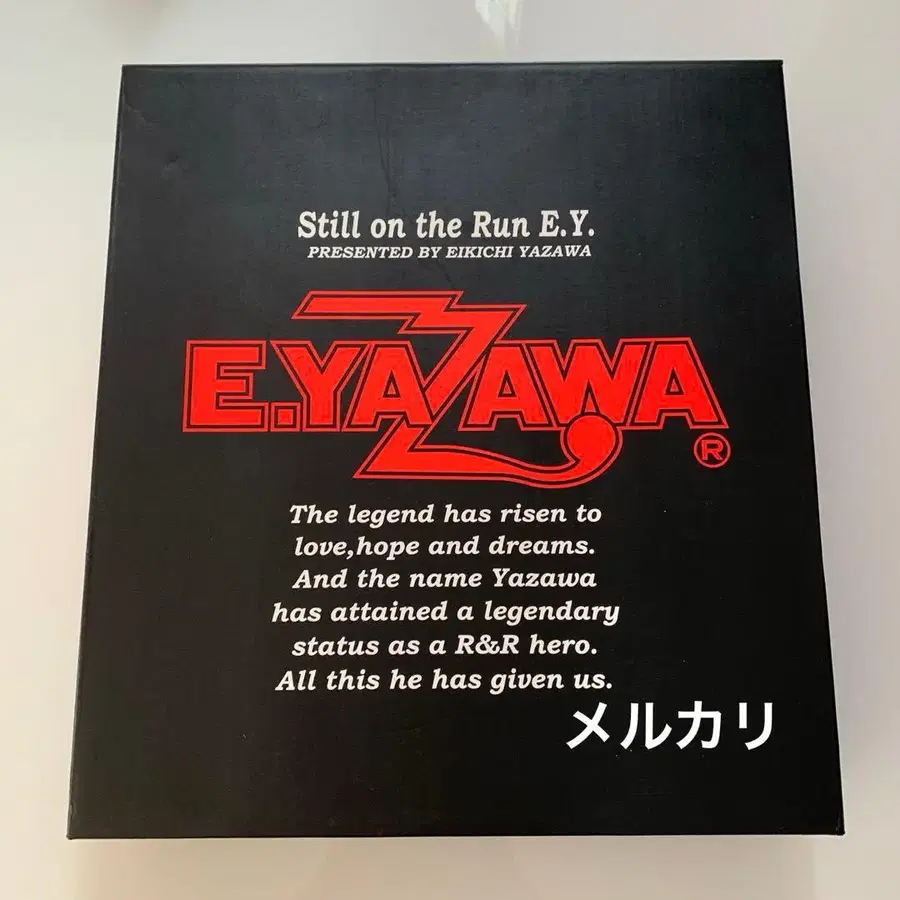 Still on the Run E.Y.
PRESENTED BY EIKICHI YAZAWA
E.YAZAWA
®
The legend has risen to
love,hope and dreams.
And the name Yazawa
has attained a legendary
status as a R&R hero.
All this he has given us.
メルカリ